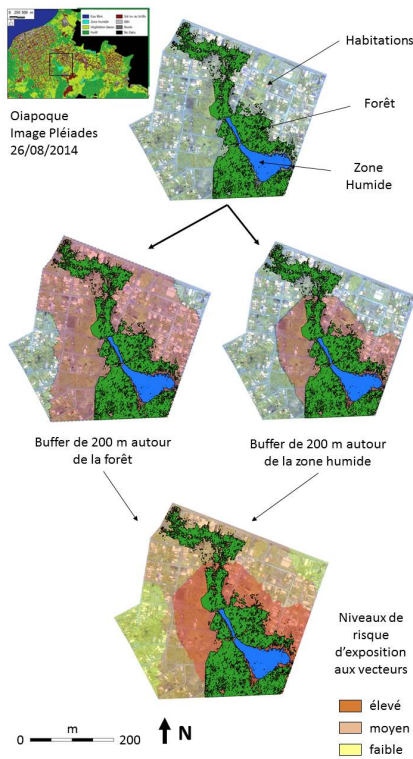 Habitations
Oiapoque
Image Pléiades
26/08/2014
Forêt
Zone
Humide
Buffer de 200 m autour
de la forêt
Buffer de 200 m autour
de la zone humide
Niveaux de
risque
d'exposition
aux vecteurs
élevé
moyen
faible
m
0
200
N